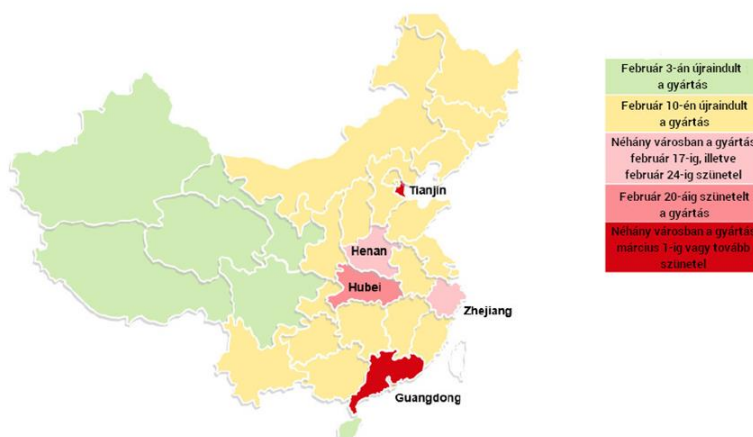 Tianjin
Henan
Hubei
Zhejiang
Guangdong
Február 3-án újraindult
a gyártás
Február 10-én újraindult
a gyártás
Néhány városban a gyártás
február 17-ig, illetve
február 24-ig szünetel
Február 20-áig szünetelt
a gyártás
Néhány városban a gyártás
március 1-ig vagy tovább
szünetel